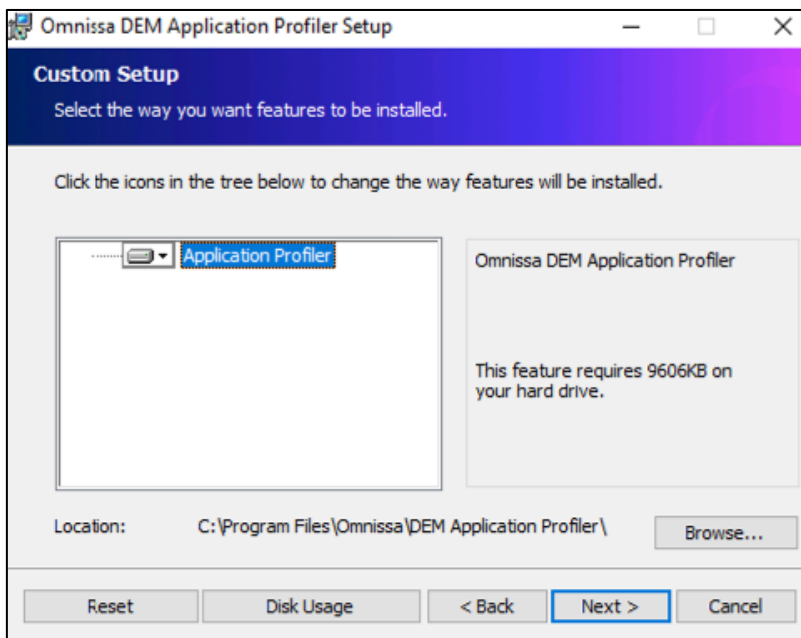 Omnissa DEM Application Profiler Setup
Custom Setup
Select the way you want features to be installed.
Click the icons in the tree below to change the way features will be installed.
Application Profiler
Omnissa DEM Application Profiler
This feature requires 9606KB on
your hard drive.
Location: C:\Program Files\Omnissa\DEM Application Profiler\
Browse...
Reset Disk Usage < Back Next > Cancel